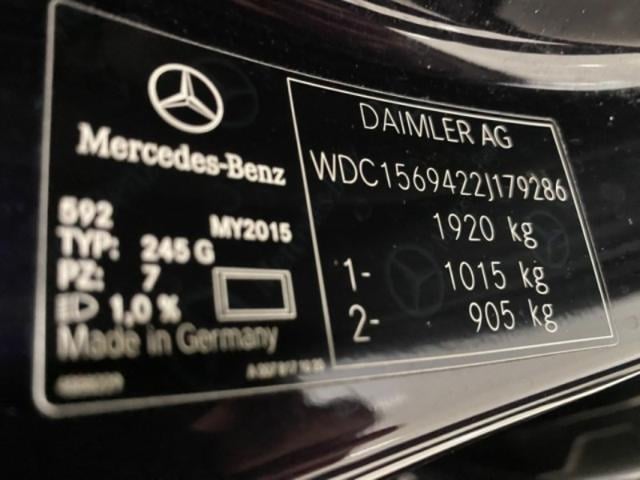 Mercedes-Benz
592 MY2015
TYP: 245 G
PZ: 7
1,0 %
Made in Germany
DAIMLER AG
WDC1569422J179286
1920 kg
1- 1015 kg
2- 905 kg